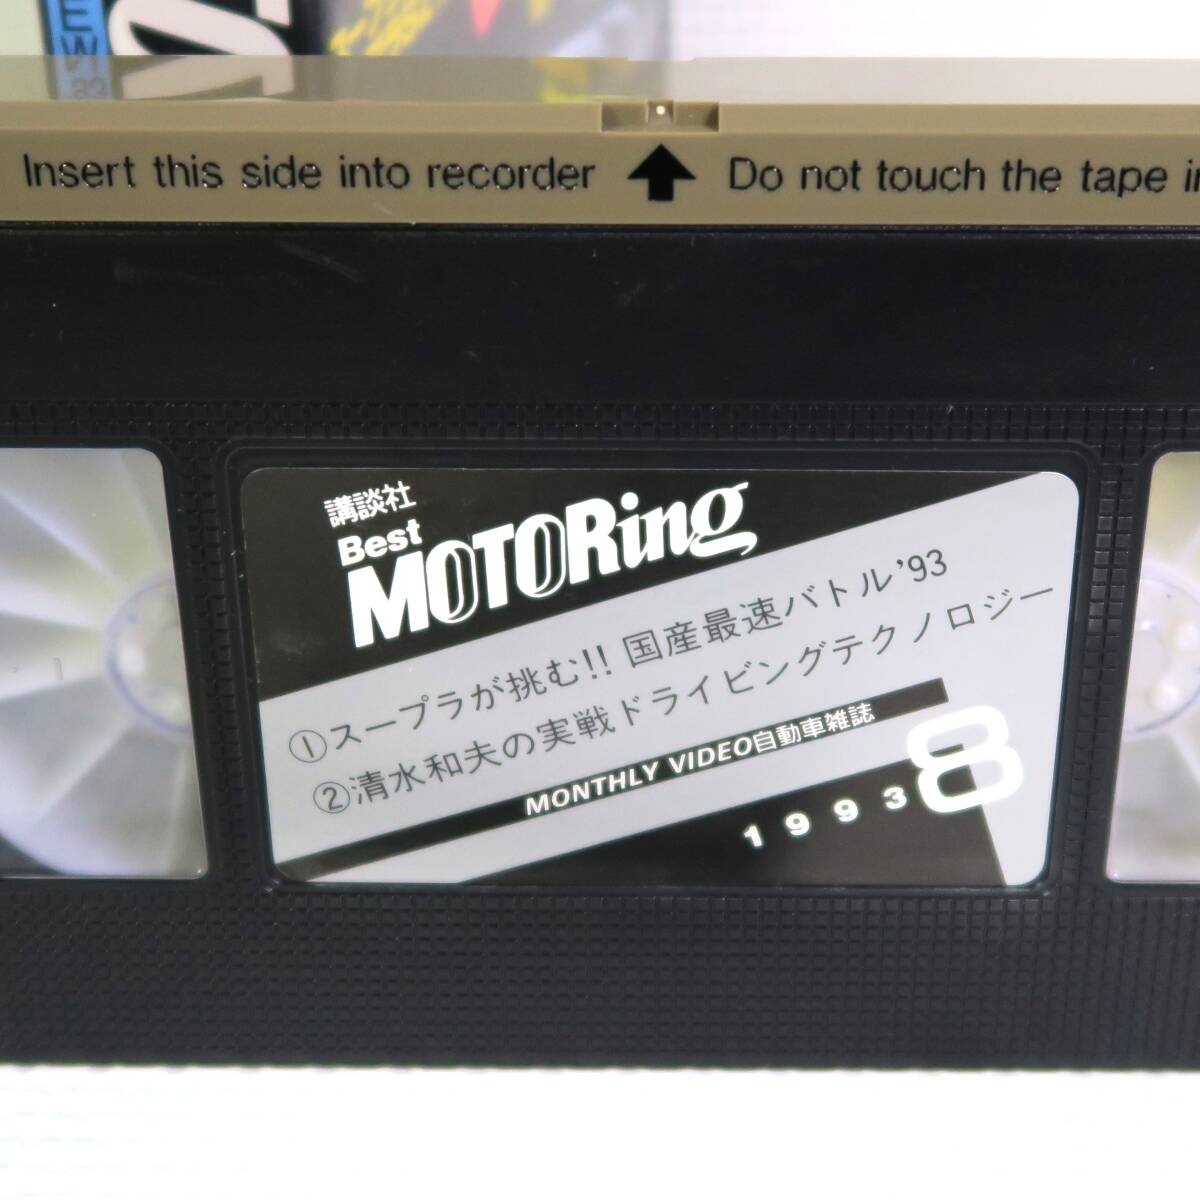 Insert this side into recorder
Do not touch the tape
講談社
Best
MOTORing
①スープラが挑む!! 国産最速バトル'93
②清水和夫の実戦ドライビングテクノロジー
MONTHLY VIDEO自動車雑誌
1993 8